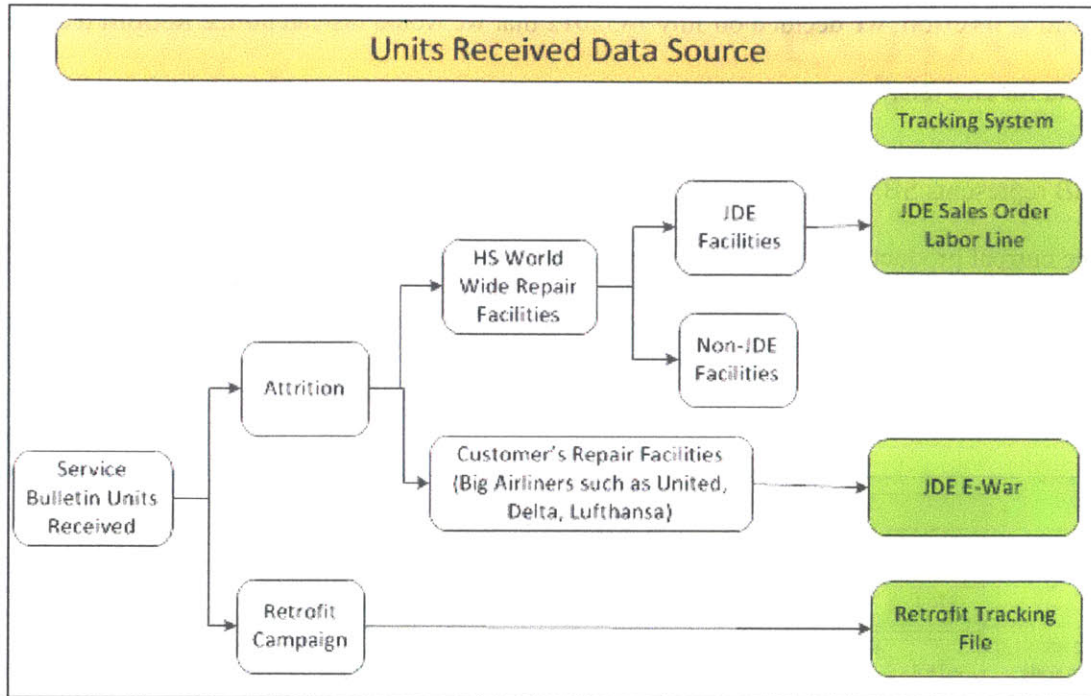 Units Received Data Source
Tracking System
JDE
Facilities
JDE Sales Order
Labor Line
HS World
Wide Repair
Facilities
Non-JDE
Facilities
Attrition
Customer's Repair Facilities
(Big Airliners such as United,
Delta, Lufthansa)
JDE E-War
Service
Bulletin Units
Received
Retrofit
Campaign
Retrofit Tracking
File